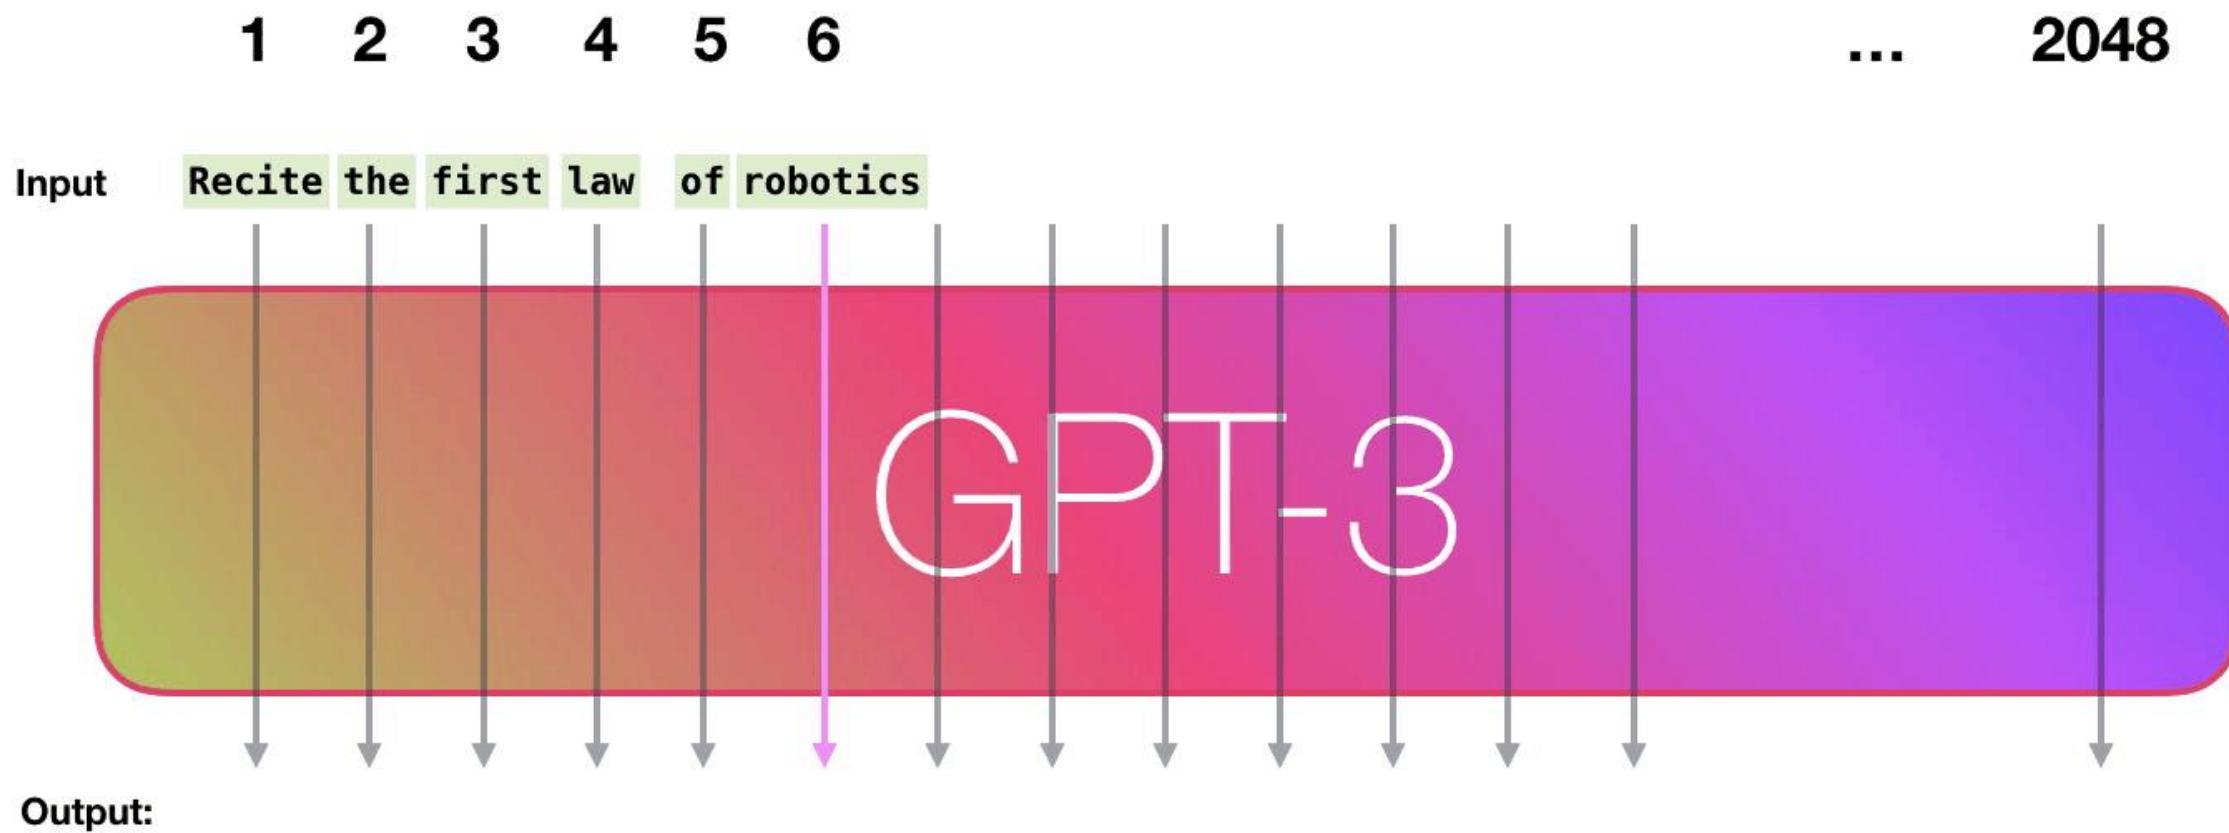 1 2 3 4 5 6 ... 2048
Input Recite the first law of robotics
GPT-3
Output: